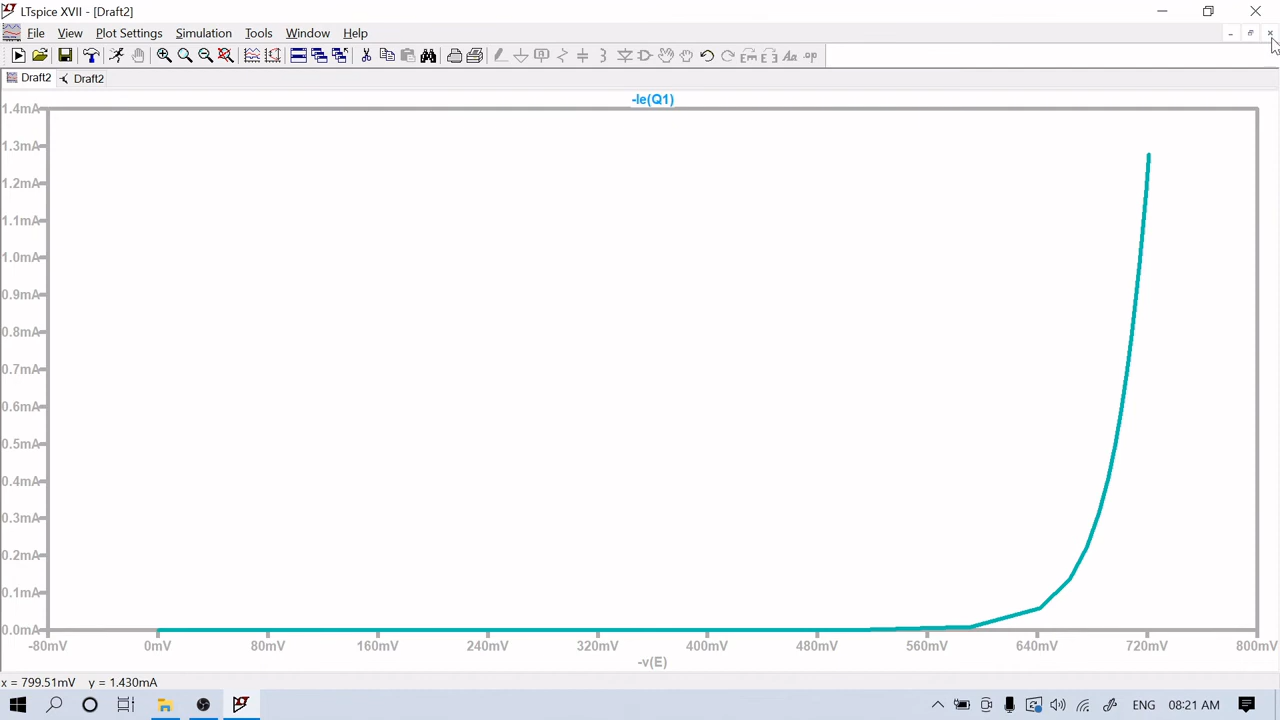 LTspice XVII - [Draft2]
File View Plot Settings Simulation Tools Window Help
Draft2 Draft2
-Ie(Q1)
1.4mA
1.3mA
1.2mA
1.1mA
1.0mA
0.9mA
0.8mA
0.7mA
0.6mA
0.5mA
0.4mA
0.3mA
0.2mA
0.1mA
0.0mA
-80mV 0mV 80mV 160mV 240mV 320mV 400mV 480mV 560mV 640mV 720mV 800mV
-v(E)
x = 799.51mV y = 1.430mA
ENG 08:21 AM